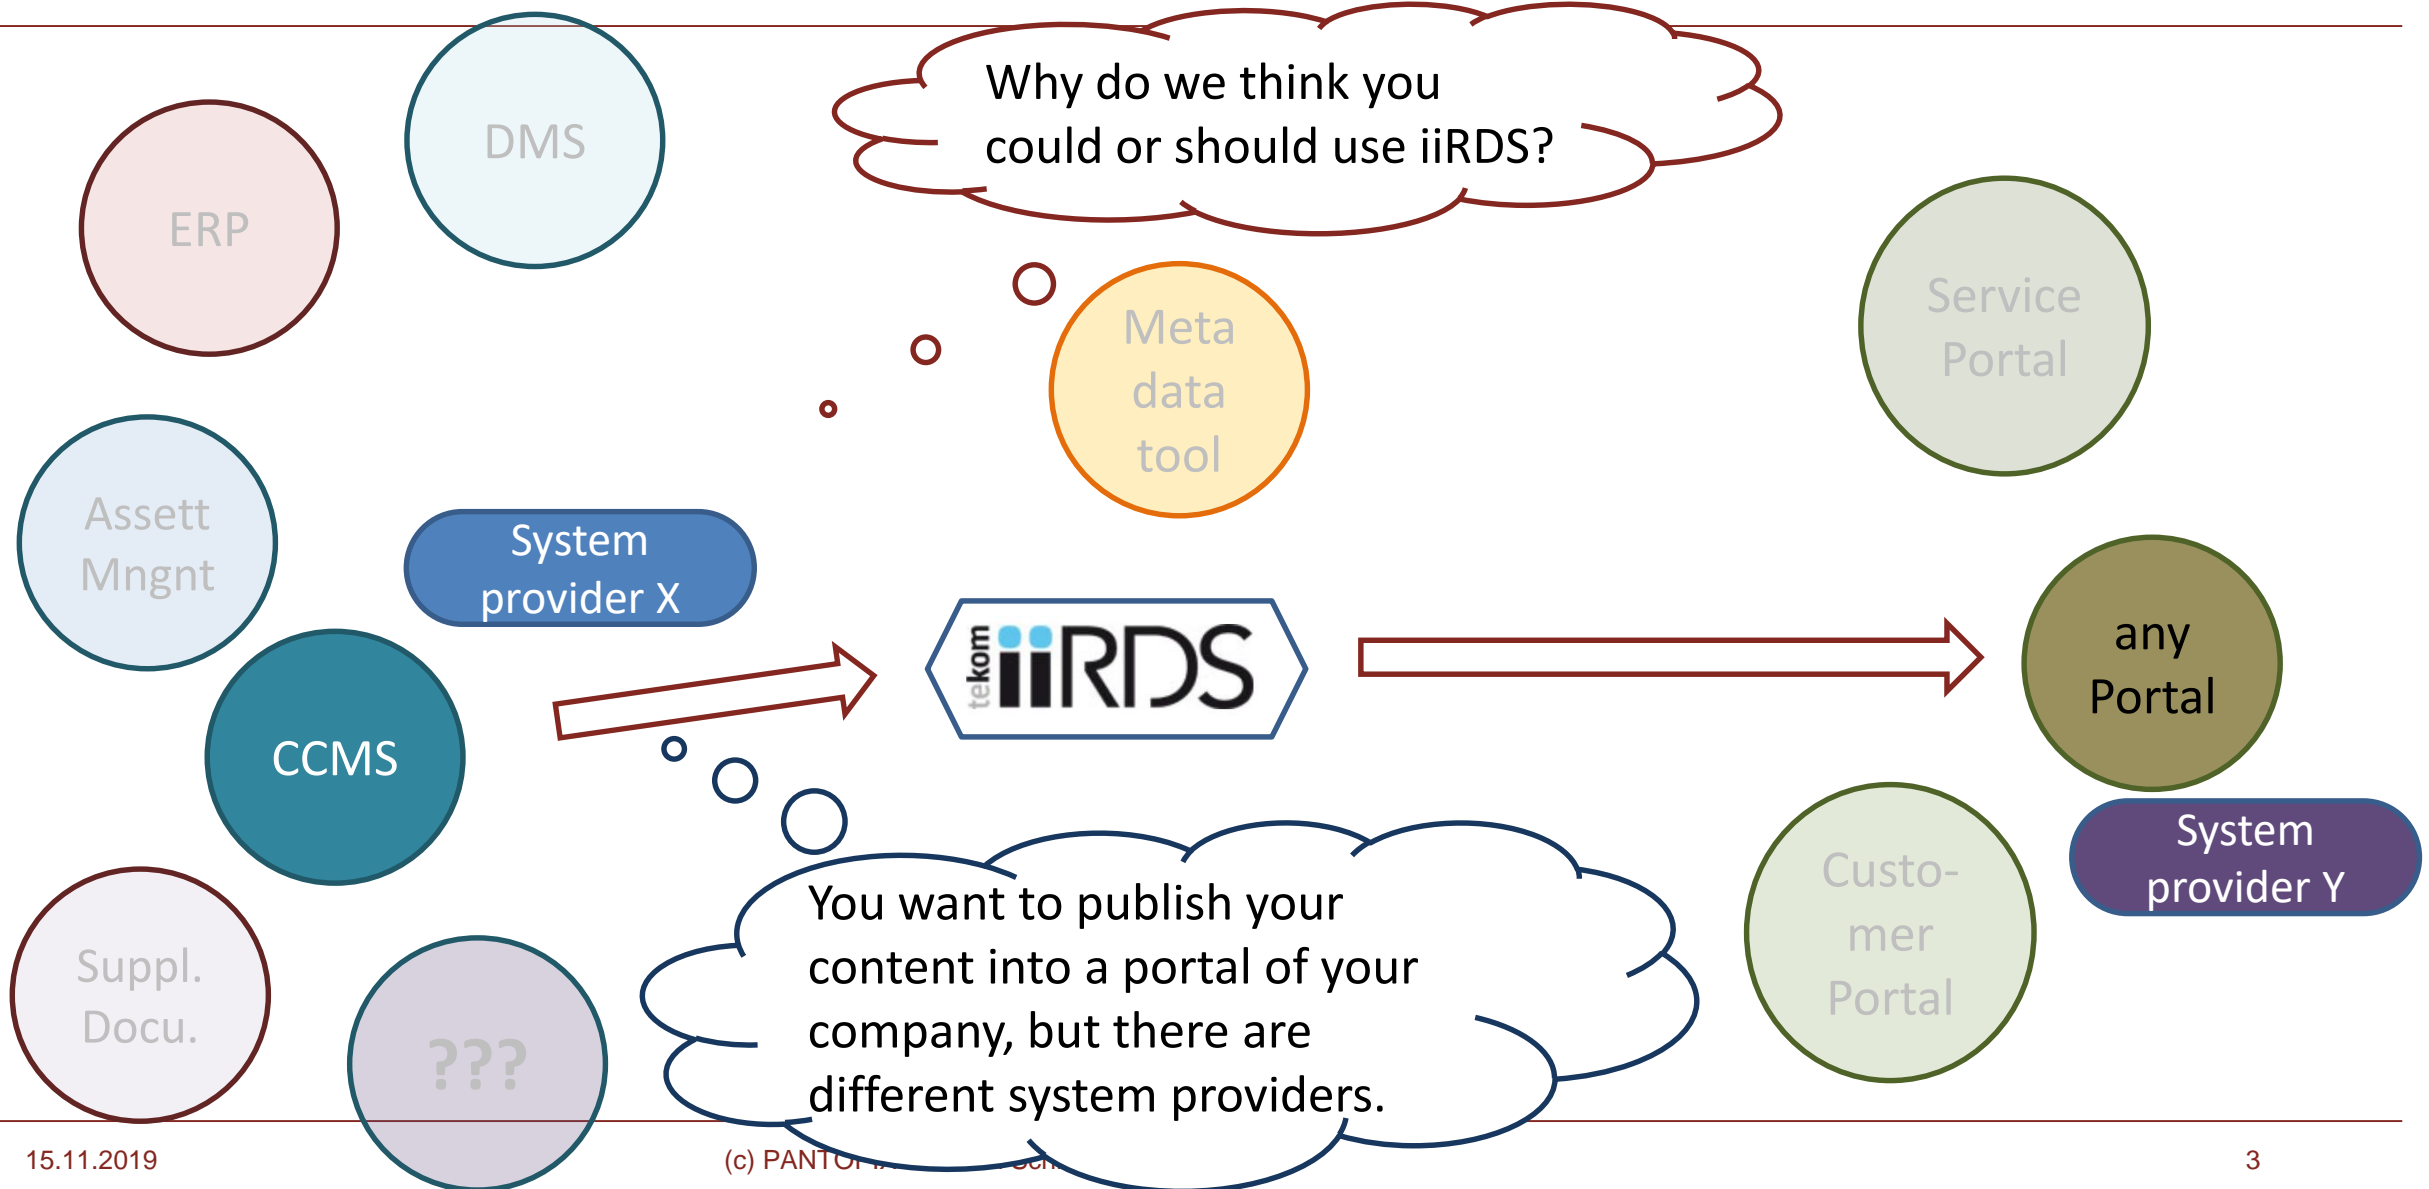 Why do we think you
could or should use iiRDS?
DMS
ERP
Meta
data
tool
Service
Portal
Assett
Mngnt
System
provider X
tekom
iiRDS
any
Portal
CCMS
System
provider Y
Custo-
mer
Portal
You want to publish your
content into a portal of your
company, but there are
different system providers.
Suppl.
Docu.
???
15.11.2019
(c)
3